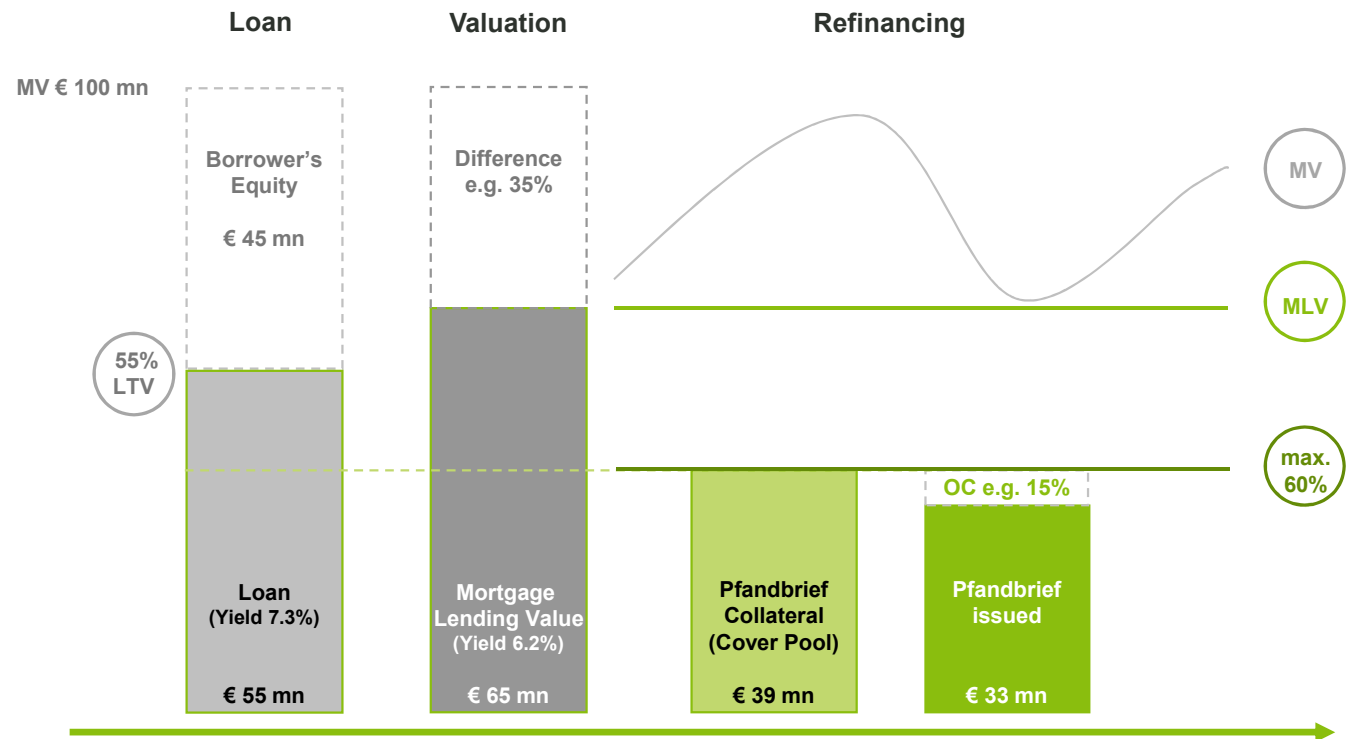 Loan
Valuation
Refinancing
MV € 100 mn
Borrower's
Equity
€ 45 mn
Difference
e.g. 35%
MV
MLV
55%
LTV
max.
60%
OC e.g. 15%
Loan
(Yield 7.3%)
€ 55 mn
Mortgage
Lending Value
(Yield 6.2%)
€ 65 mn
Pfandbrief
Collateral
(Cover Pool)
€ 39 mn
Pfandbrief
issued
€ 33 mn